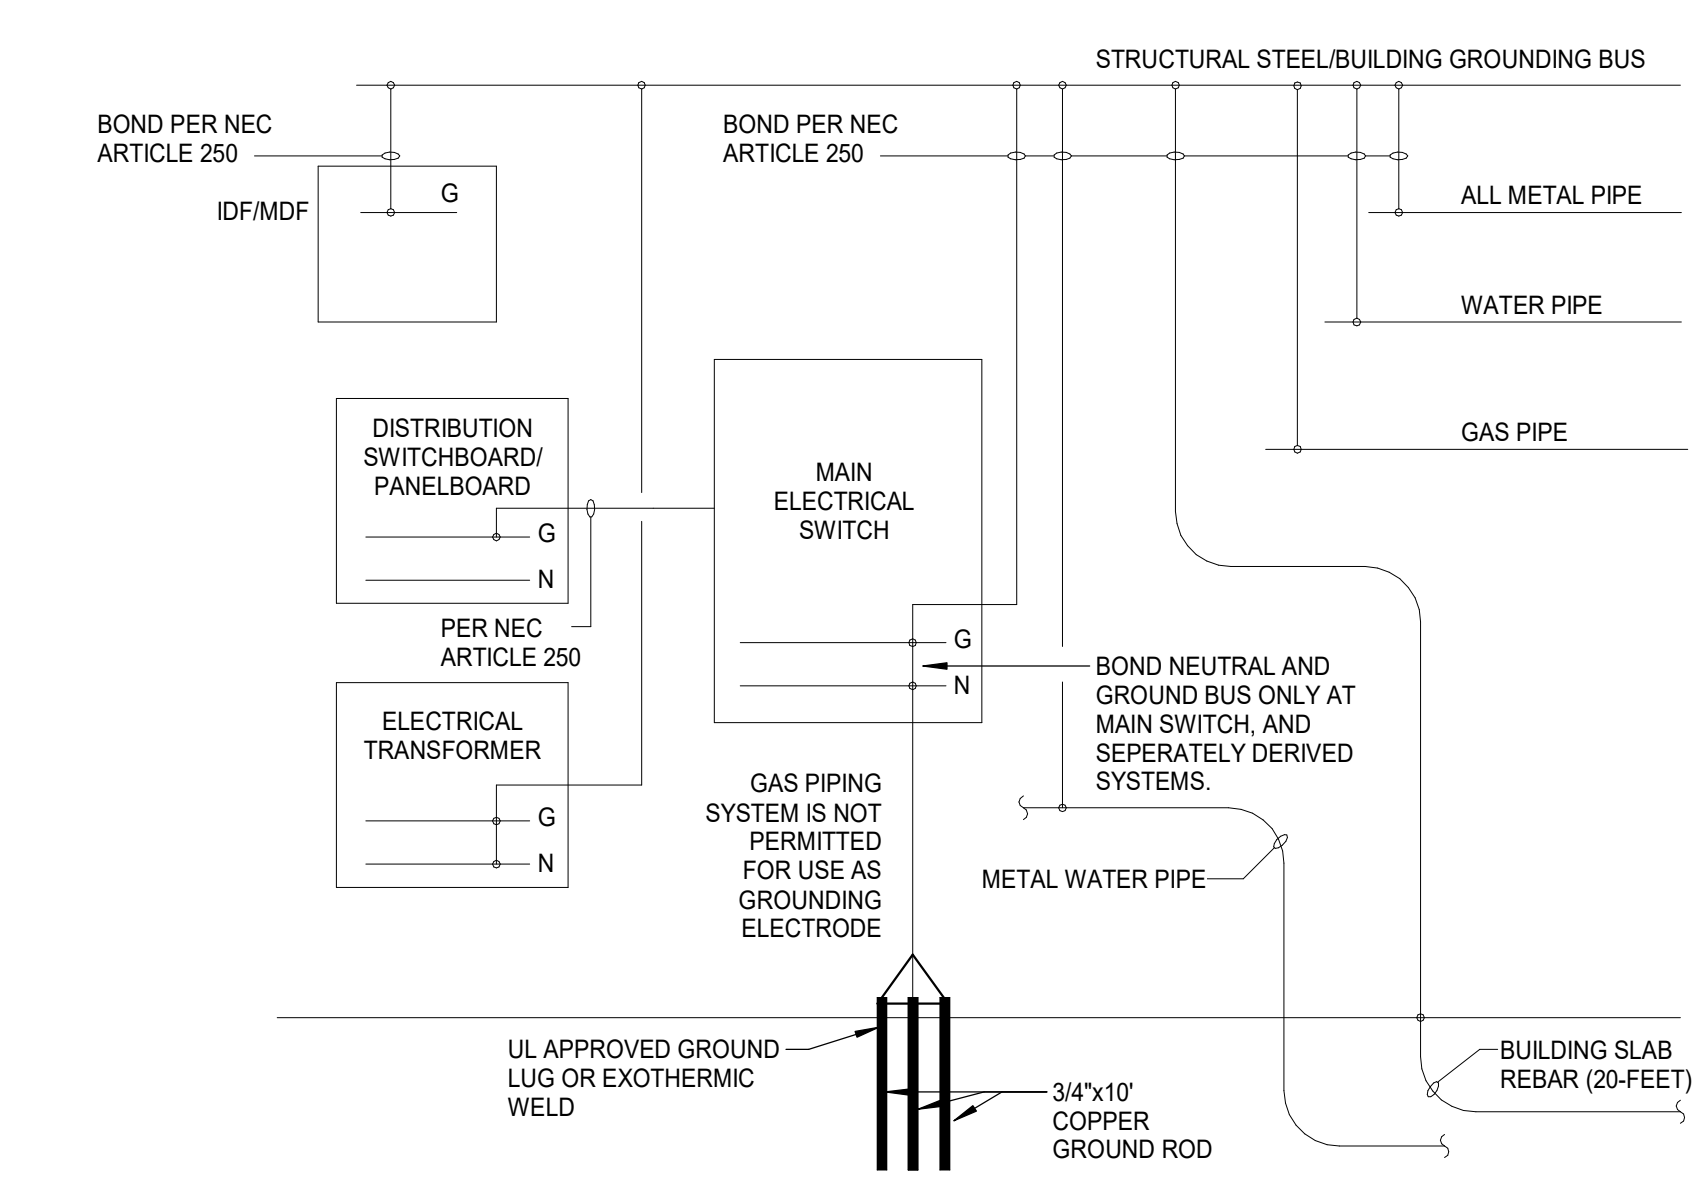 STRUCTURAL STEEL/BUILDING GROUNDING BUS
BOND PER NEC
ARTICLE 250
BOND PER NEC
ARTICLE 250
G
IDF/MDF
ALL METAL PIPE
WATER PIPE
GAS PIPE
DISTRIBUTION
SWITCHBOARD/
PANELBOARD
G
N
MAIN
ELECTRICAL
SWITCH
G
N
PER NEC
ARTICLE 250
BOND NEUTRAL AND
GROUND BUS ONLY AT
MAIN SWITCH, AND
SEPERATELY DERIVED
SYSTEMS.
ELECTRICAL
TRANSFORMER
G
N
GAS PIPING
SYSTEM IS NOT
PERMITTED
FOR USE AS
GROUNDING
ELECTRODE
METAL WATER PIPE
UL APPROVED GROUND
LUG OR EXOTHERMIC
WELD
3/4"x10'
COPPER
GROUND ROD
BUILDING SLAB
REBAR (20-FEET)